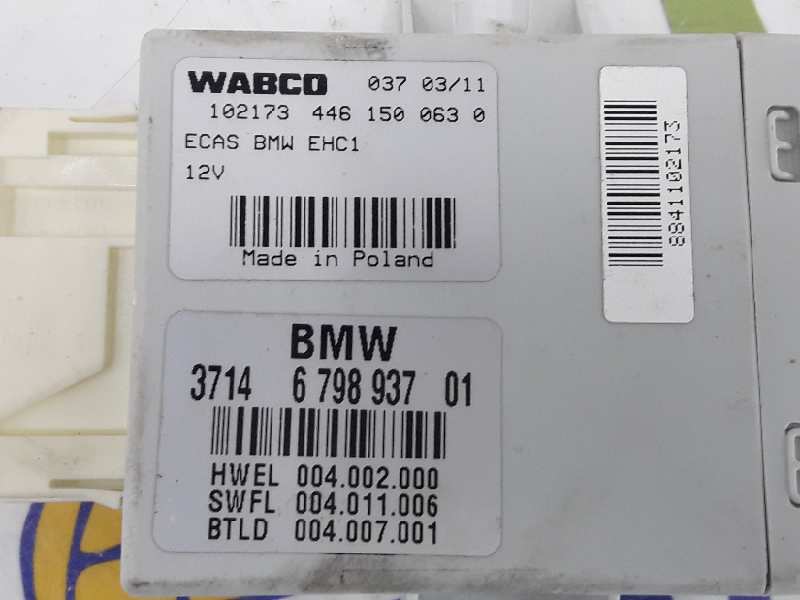 WABCO 037 03/11
102173 446 150 063 0
ECAS BMW EHC1
12V
Made in Poland
8841102173
BMW
3714 6 798 937 01
HWEL 004.002.000
SWFL 004.011.006
BTLD 004.007.001